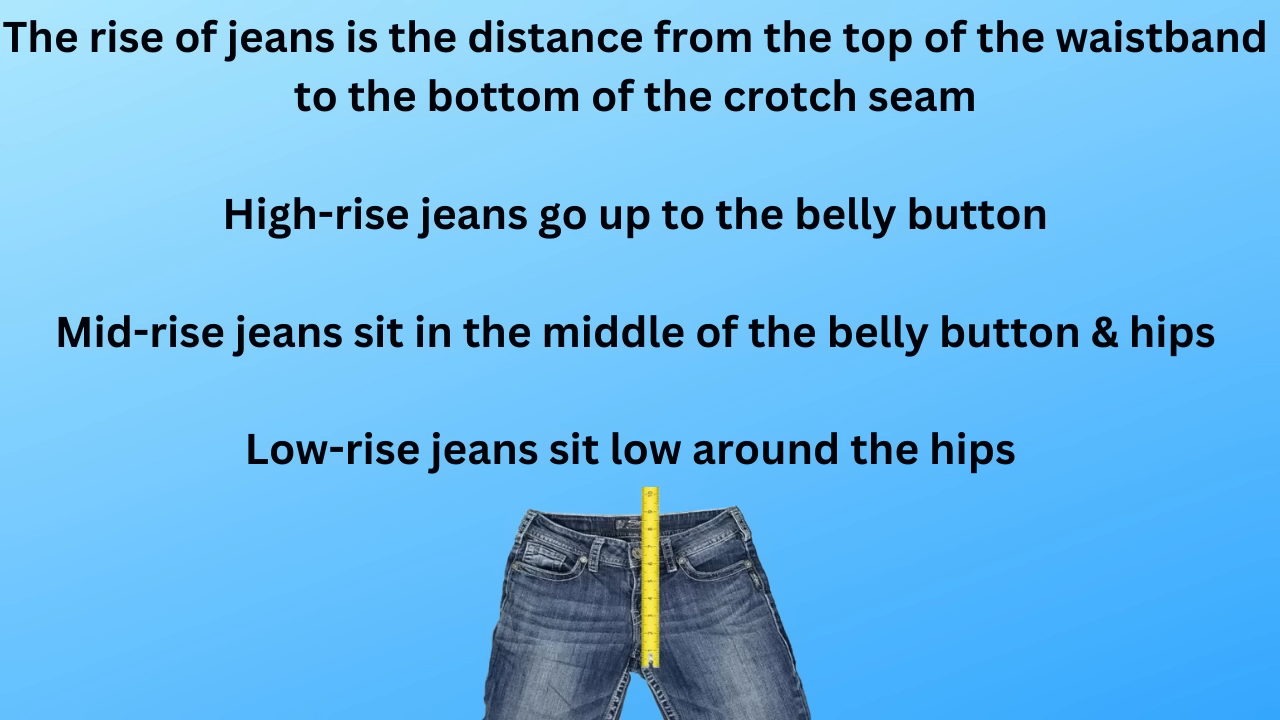 The rise of jeans is the distance from the top of the waistband
to the bottom of the crotch seam
High-rise jeans go up to the belly button
Mid-rise jeans sit in the middle of the belly button & hips
Low-rise jeans sit low around the hips